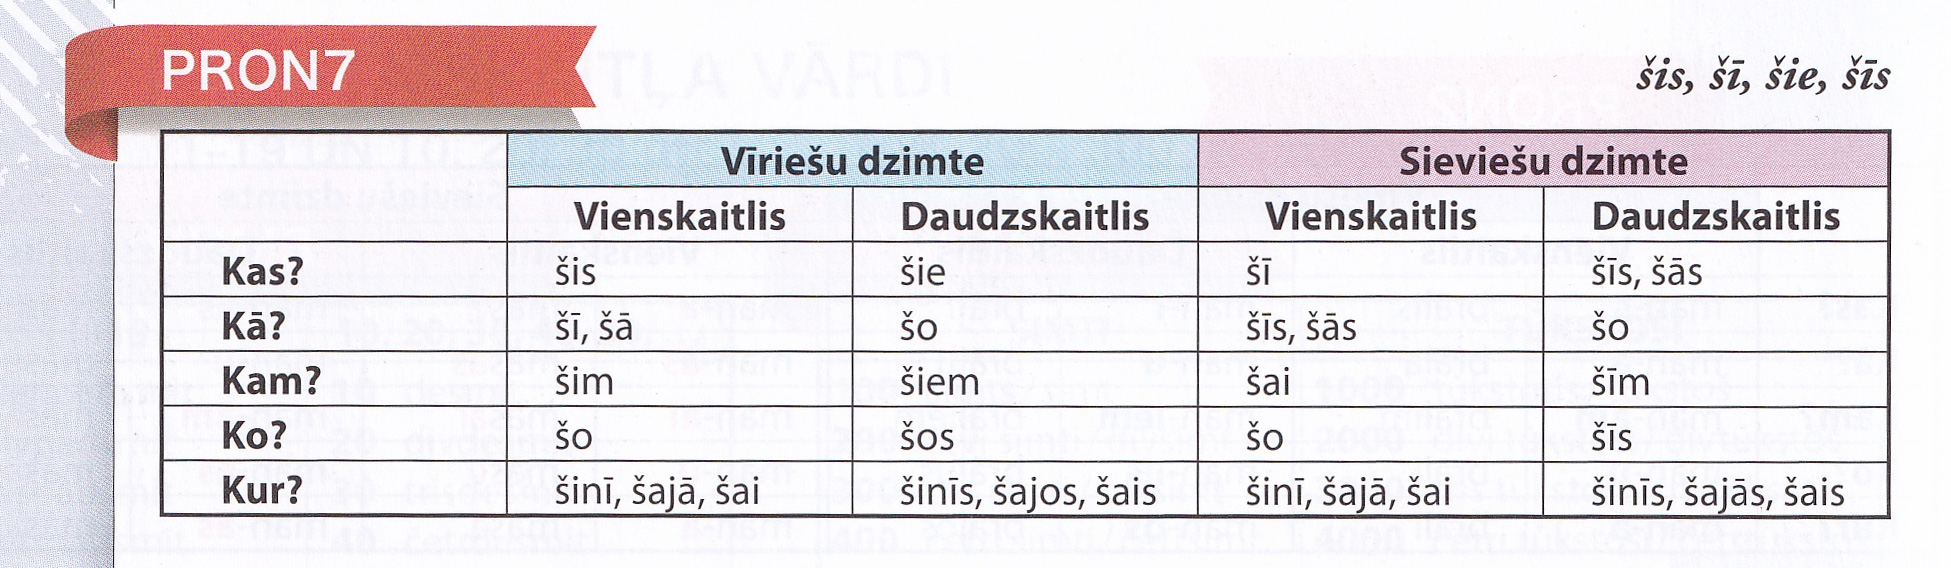 PRON7
šis, šī, šie, šīs
Vīriešu dzimte Sieviešu dzimte
Vienskaitlis Daudzskaitlis Vienskaitlis Daudzskaitlis
Kas? šis šie šī šīs, šās
Kā? šī, šā šo šīs, šās šo
Kam? šim šiem šai šīm
Ko? šo šos šo šīs
Kur? šinī, šajā, šai šinīs, šajos, šais šinī, šajā, šai šinīs, šajās, šais